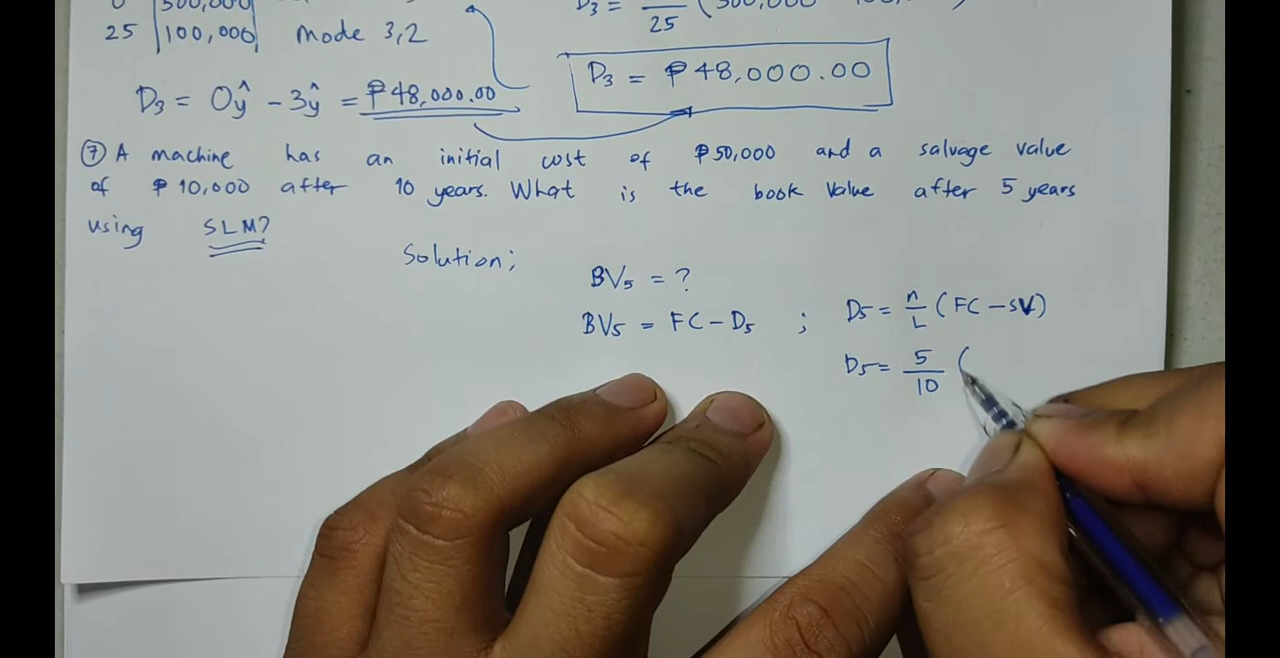 25 | 100,000 | mode 3,2
D₃ = 25
D₃ = 0ŷ - 3ŷ = ₱48,000.00
D₃ = ₱48,000.00
⑦ A machine has an initial cost of ₱50,000 and a salvage value
of ₱10,000 after 10 years. What is the book value after 5 years
using SLM?
Solution;
BV₅ = ?
BV₅ = FC - D₅ ; D₅ = n/L (FC - SV)
D₅ = 5/10 (